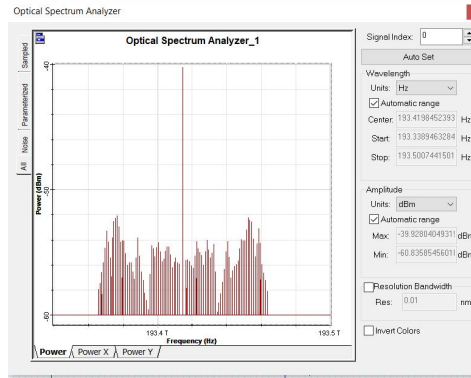 Optical Spectrum Analyzer
Optical Spectrum Analyzer_1
Sampled
Parameterized
Noise
All
Power (dBm)
-40
-50
-60
193.4 T
193.5 T
Frequency (Hz)
Power
Power X
Power Y
Signal Index: 0
Auto Set
Wavelength
Units: Hz
Automatic range
Center: 193.4198452393 Hz
Start: 193.3389463284 Hz
Stop: 193.5007441501 Hz
Amplitude
Units: dBm
Automatic range
Max: -39.92804049311 dBm
Min: -60.83585456016 dBm
Resolution Bandwidth
Res: 0.01 nm
Invert Colors